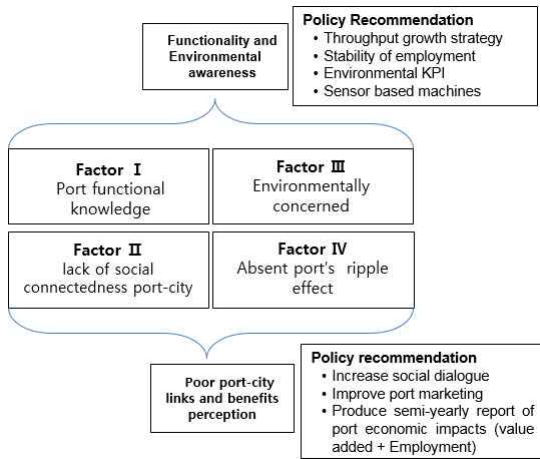 Functionality and
Environmental
awareness
Policy Recommendation
• Throughput growth strategy
• Stability of employment
• Environmental KPI
• Sensor based machines
Factor Ⅰ
Port functional
knowledge
Factor Ⅲ
Environmentally
concerned
Factor Ⅱ
lack of social
connectedness port-city
Factor Ⅳ
Absent port's ripple
effect
Poor port-city
links and benefits
perception
Policy recommendation
• Increase social dialogue
• Improve port marketing
• Produce semi-yearly report of
port economic impacts (value
added + Employment)